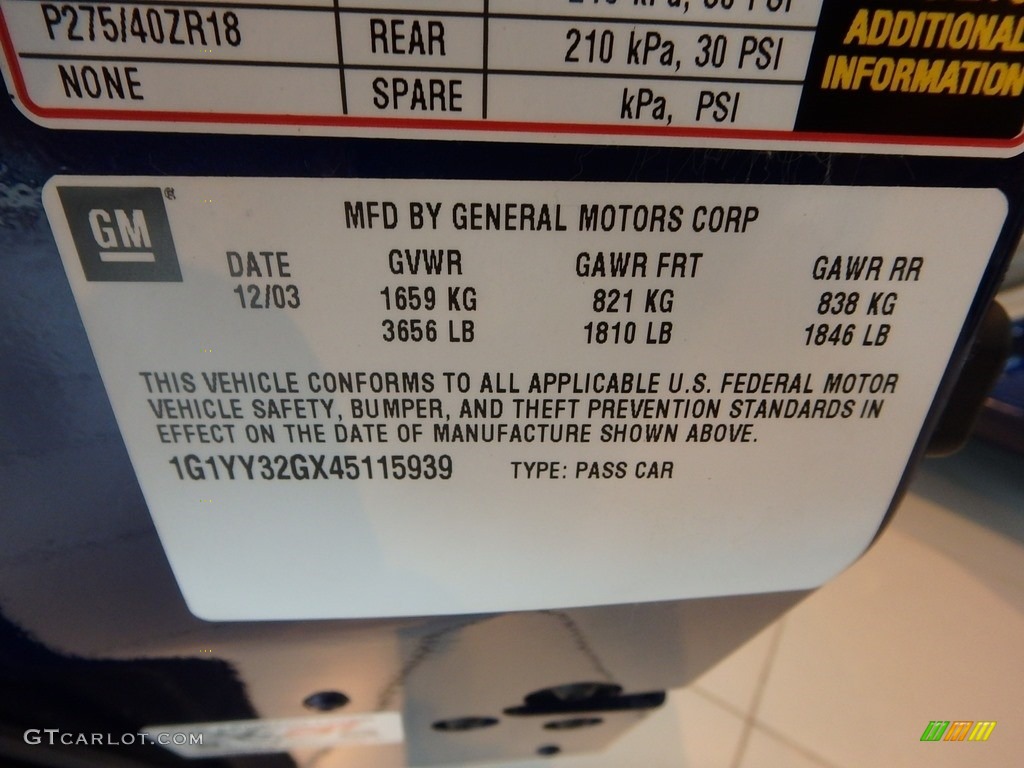 P275/40ZR18 REAR 210 kPa, 30 PSI
NONE SPARE kPa, PSI
ADDITIONAL
INFORMATION
GM ®
MFD BY GENERAL MOTORS CORP
DATE GVWR GAWR FRT GAWR RR
12/03 1659 KG 821 KG 838 KG
3656 LB 1810 LB 1846 LB
THIS VEHICLE CONFORMS TO ALL APPLICABLE U.S. FEDERAL MOTOR
VEHICLE SAFETY, BUMPER, AND THEFT PREVENTION STANDARDS IN
EFFECT ON THE DATE OF MANUFACTURE SHOWN ABOVE.
1G1YY32GX45115939 TYPE: PASS CAR
GTCARLOT.COM